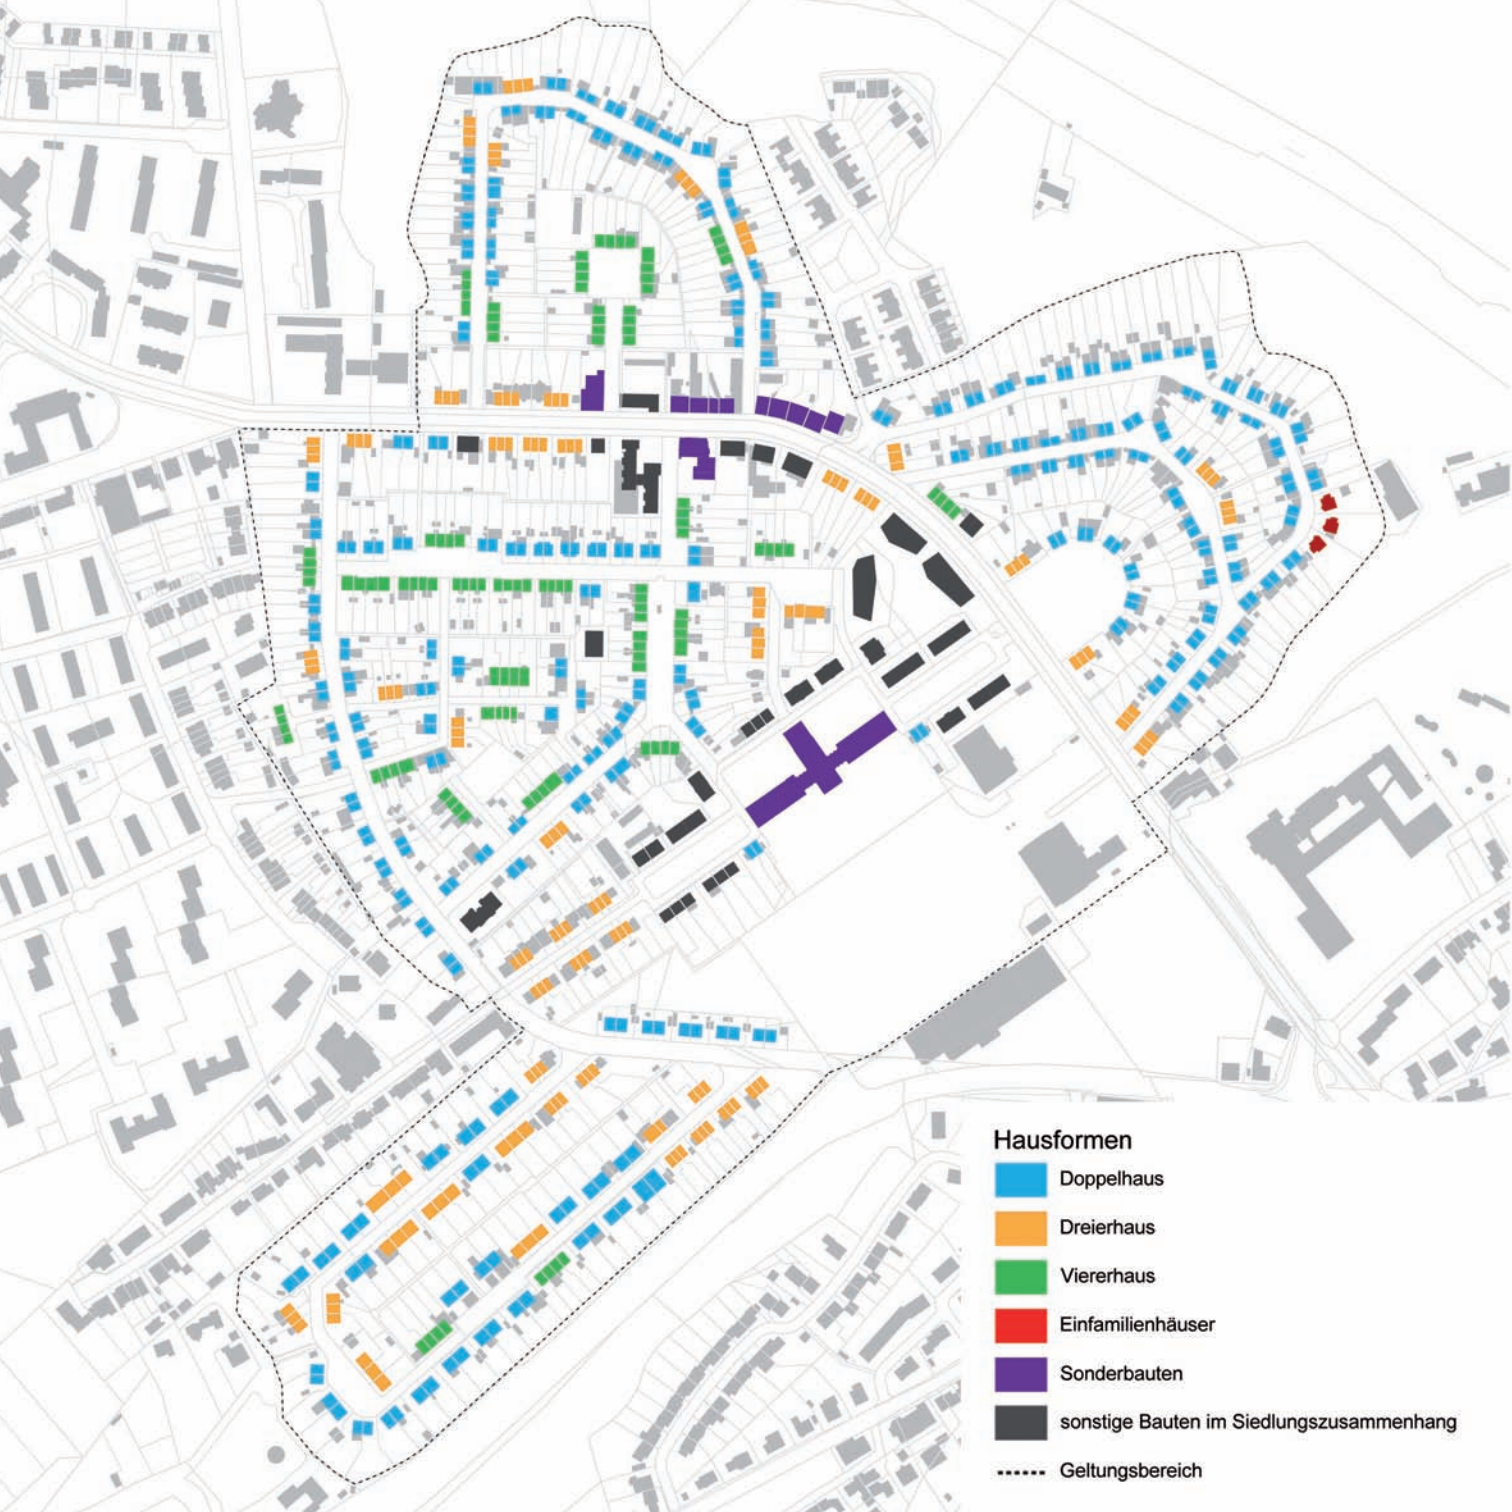 Hausformen
Doppelhaus
Dreierhaus
Viererhaus
Einfamilienhäuser
Sonderbauten
sonstige Bauten im Siedlungszusammenhang
Geltungsbereich